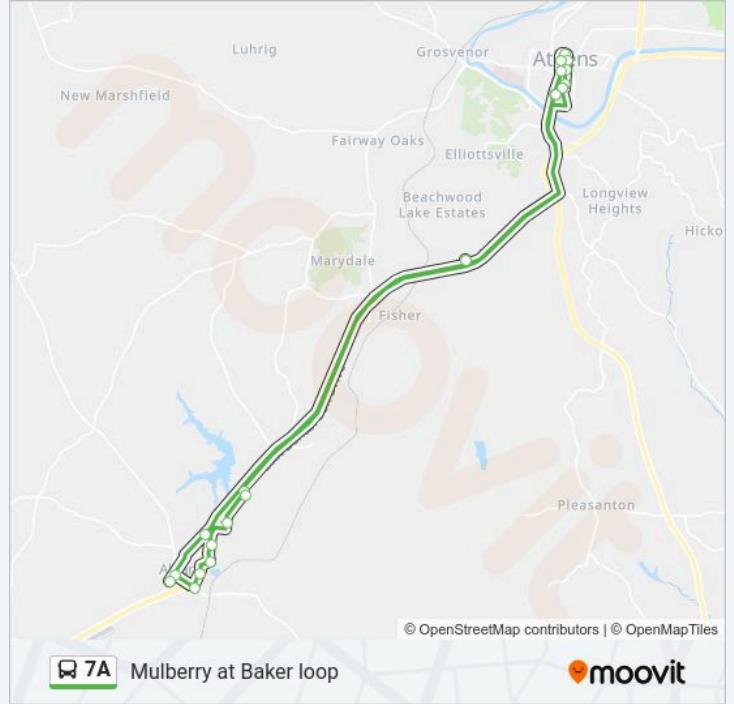 Luhrig
Grosvenor
Athens
New Marshfield
Fairway Oaks
Elliottsville
Beachwood
Lake Estates
Longview
Heights
Hicko
Marydale
Fisher
moovit
Pleasanton
© OpenStreetMap contributors | © OpenMapTiles
7A Mulberry at Baker loop
moovit